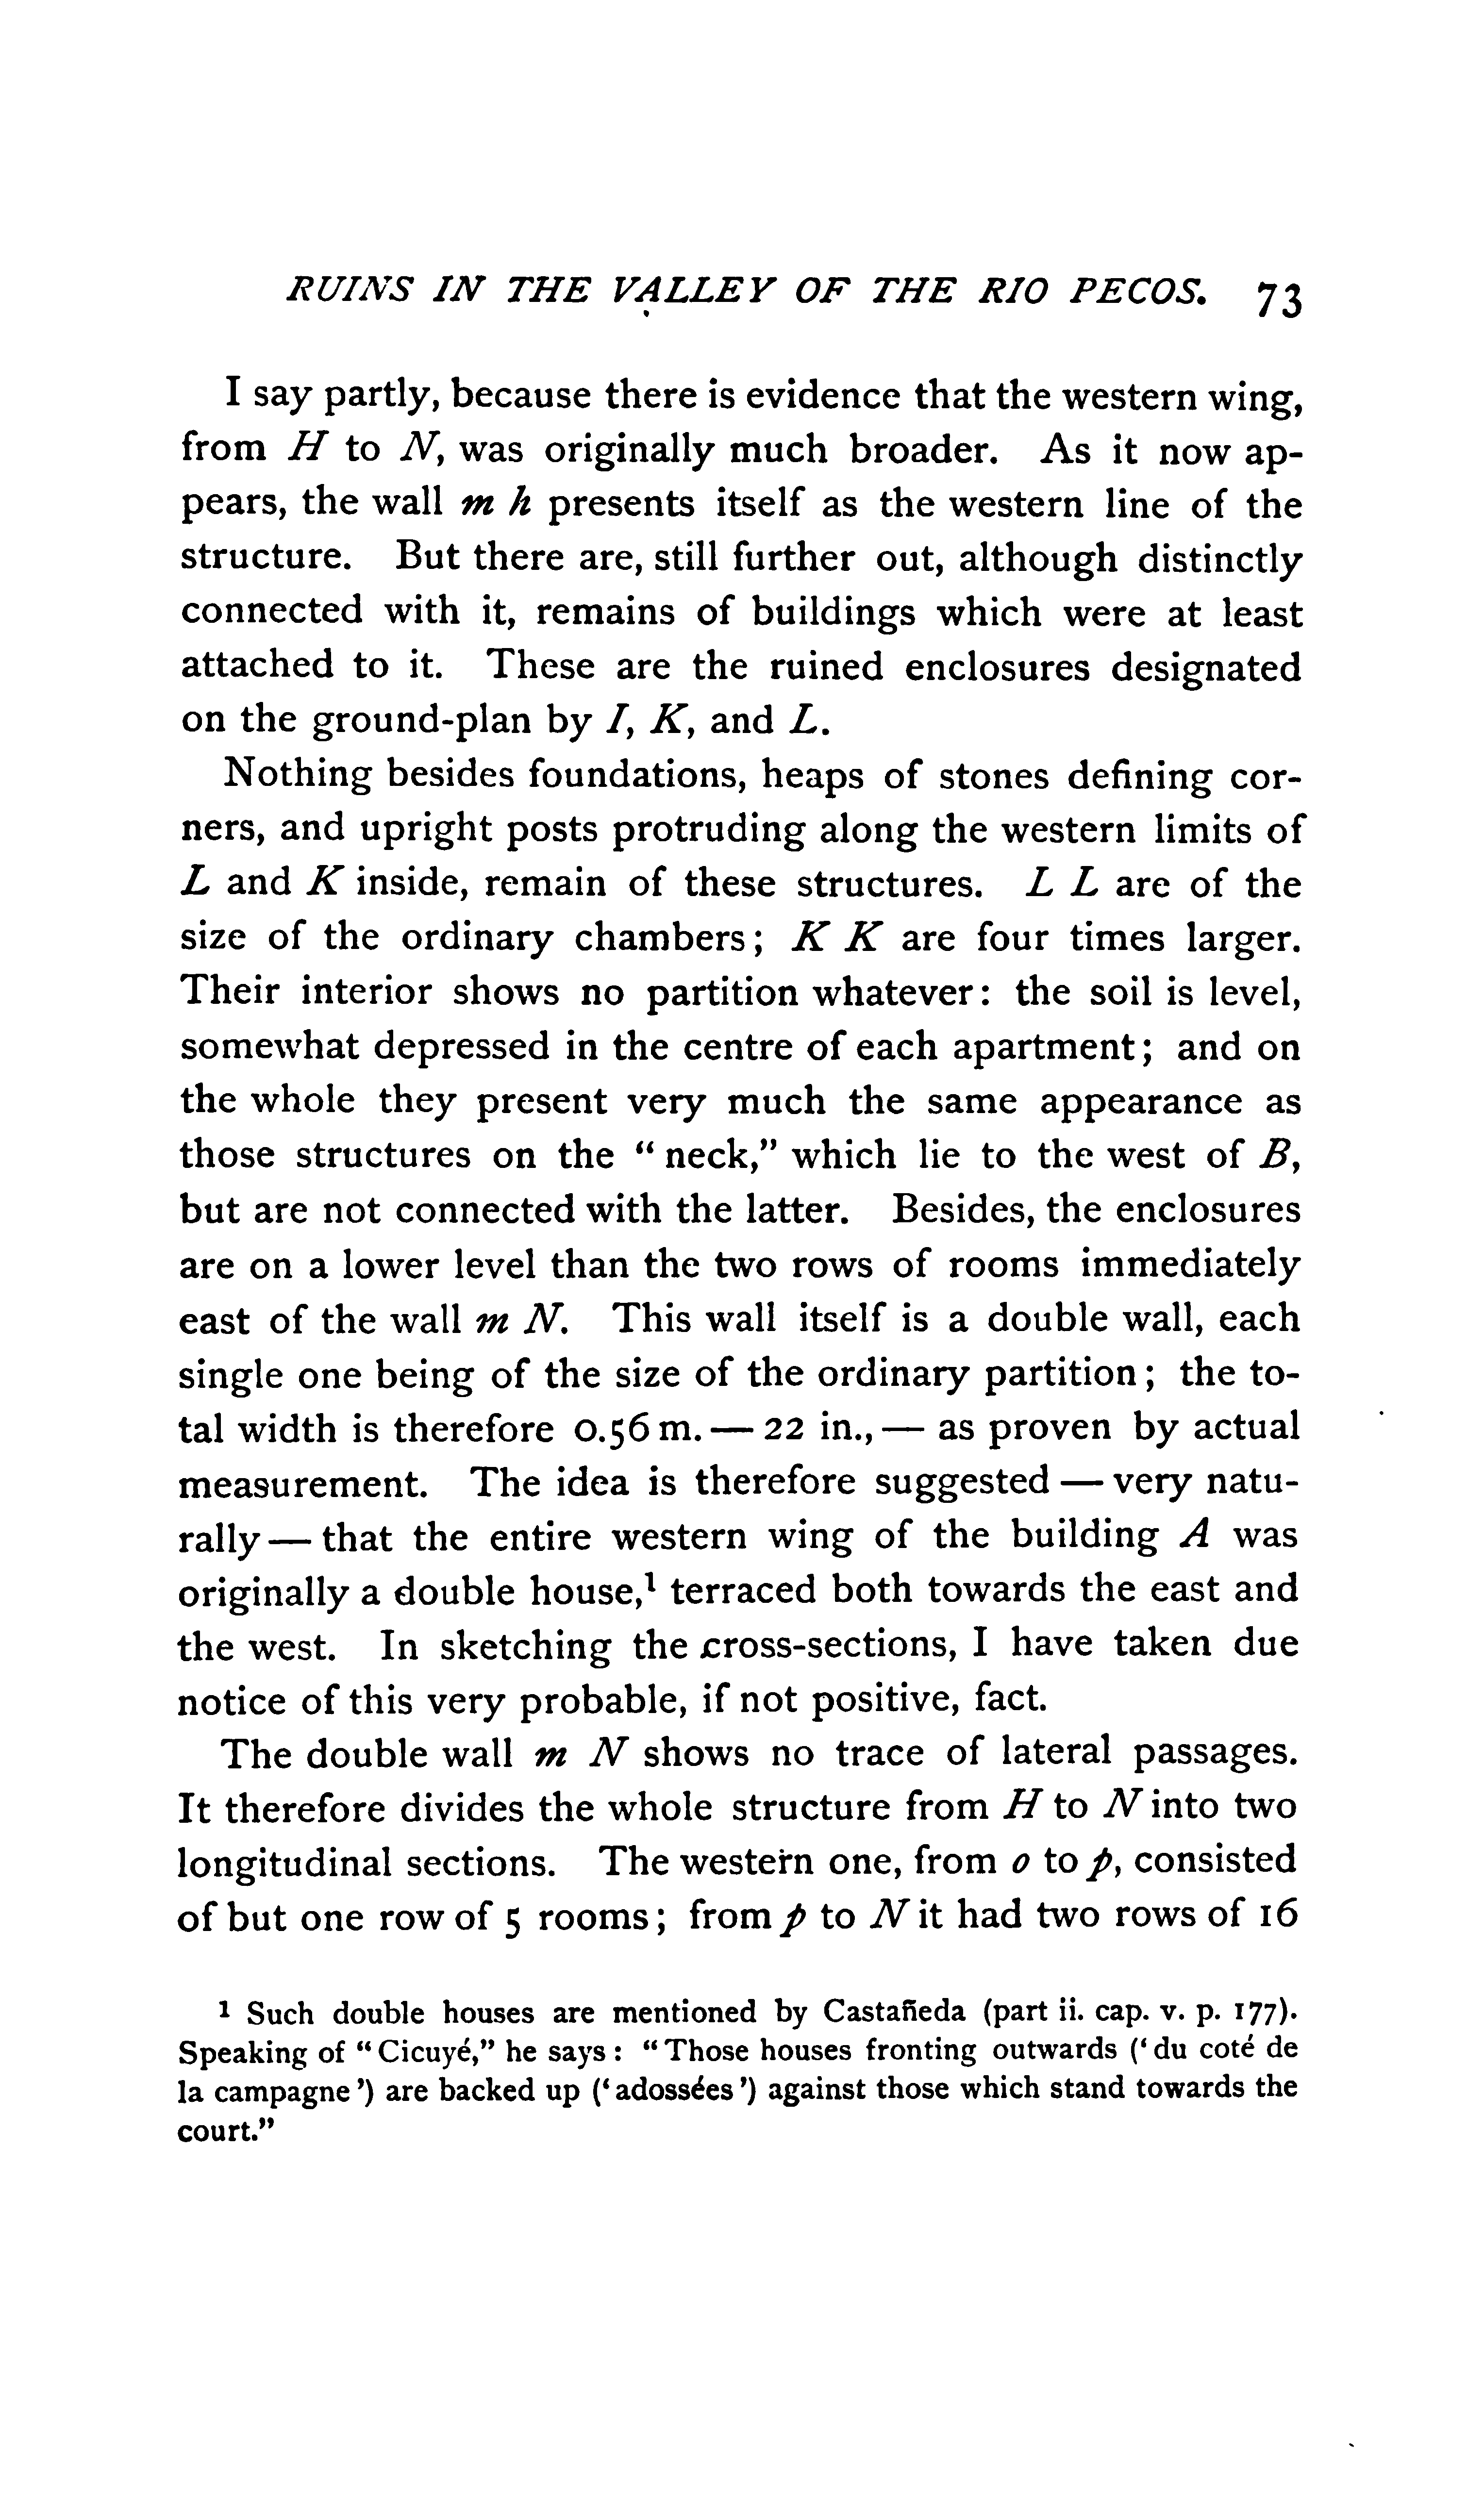 RUINS IN THE VALLEY OF THE RIO PECOS. 73
I say partly, because there is evidence that the western wing,
from H to N, was originally much broader. As it now ap-
pears, the wall m h presents itself as the western line of the
structure. But there are, still further out, although distinctly
connected with it, remains of buildings which were at least
attached to it. These are the ruined enclosures designated
on the ground-plan by I, K, and L.
Nothing besides foundations, heaps of stones defining cor-
ners, and upright posts protruding along the western limits of
L and K inside, remain of these structures. L L are of the
size of the ordinary chambers; K K are four times larger.
Their interior shows no partition whatever: the soil is level,
somewhat depressed in the centre of each apartment; and on
the whole they present very much the same appearance as
those structures on the "neck," which lie to the west of B,
but are not connected with the latter. Besides, the enclosures
are on a lower level than the two rows of rooms immediately
east of the wall m N. This wall itself is a double wall, each
single one being of the size of the ordinary partition; the to-
tal width is therefore 0.56 m. — 22 in., — as proven by actual
measurement. The idea is therefore suggested — very natu-
rally — that the entire western wing of the building A was
originally a double house,¹ terraced both towards the east and
the west. In sketching the cross-sections, I have taken due
notice of this very probable, if not positive, fact.
The double wall m N shows no trace of lateral passages.
It therefore divides the whole structure from H to N into two
longitudinal sections. The western one, from o to p, consisted
of but one row of 5 rooms; from p to N it had two rows of 16
¹ Such double houses are mentioned by Castañeda (part ii. cap. v. p. 177).
Speaking of "Cicuyé," he says: "Those houses fronting outwards ('du coté de
la campagne') are backed up ('adossées') against those which stand towards the
court."